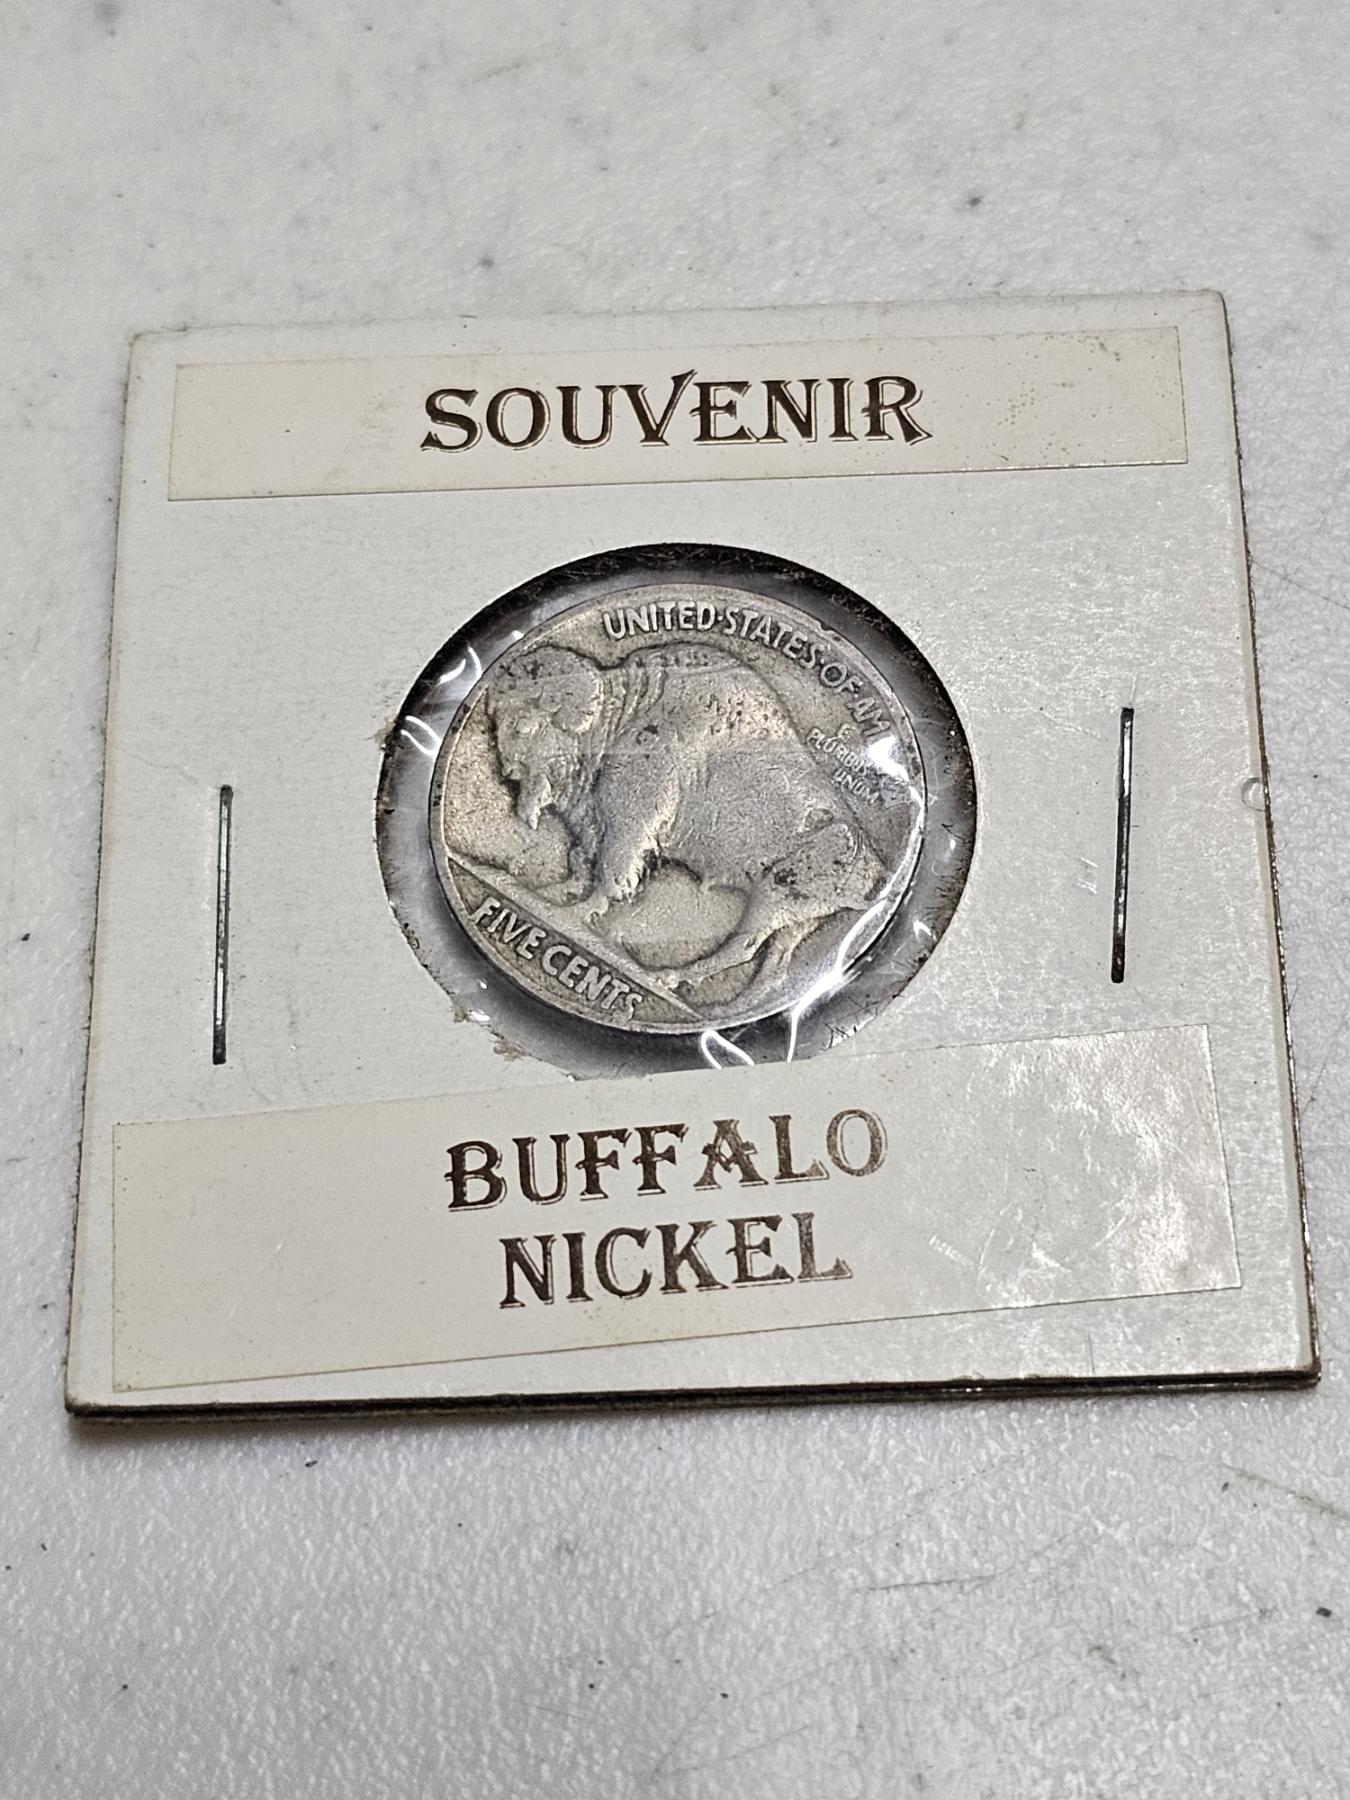 SOUVENIR
UNITED·STATES·OF·AM
E
PLURIBUS
UNUM
FIVE CENTS
BUFFALO
NICKEL